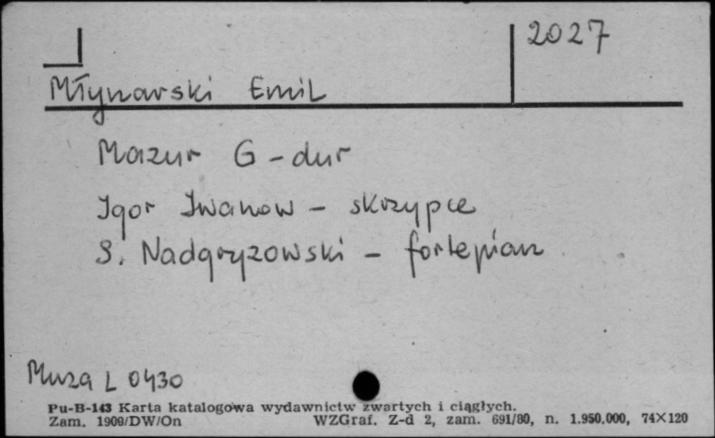 2027
Młynarski Emil
Mazur G-dur
Igor Iwanow - skrzypce
S. Nadgryzowski - fortepian
Muza L 0430
Pu-B-143 Karta katalogowa wydawnictw zwartych i ciągłych.
Zam. 1909/DW/On WZGraf. Z-d 2, zam. 691/80, n. 1.950.000, 74X120